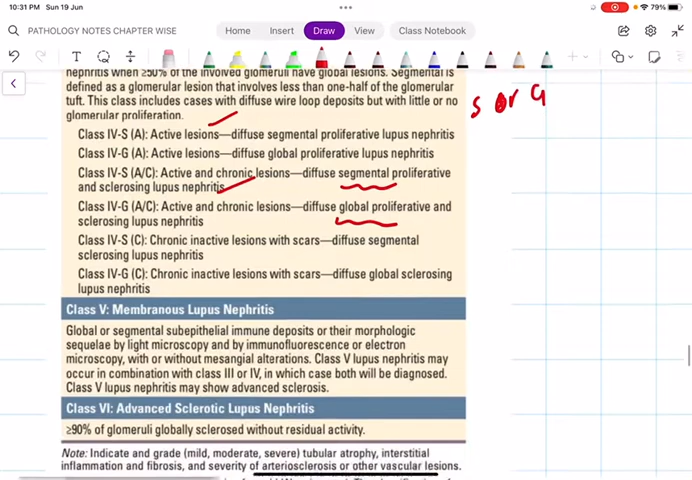 10:31 PM Sun 19 Jun
79%
PATHOLOGY NOTES CHAPTER WISE
Home Insert Draw View Class Notebook
nephritis when ≥50% of the involved glomeruli have global lesions. Segmental is
defined as a glomerular lesion that involves less than one-half of the glomerular
tuft. This class includes cases with diffuse wire loop deposits but with little or no
glomerular proliferation.
S or G
Class IV-S (A): Active lesions—diffuse segmental proliferative lupus nephritis
Class IV-G (A): Active lesions—diffuse global proliferative lupus nephritis
Class IV-S (A/C): Active and chronic lesions—diffuse segmental proliferative
and sclerosing lupus nephritis
Class IV-G (A/C): Active and chronic lesions—diffuse global proliferative and
sclerosing lupus nephritis
Class IV-S (C): Chronic inactive lesions with scars—diffuse segmental
sclerosing lupus nephritis
Class IV-G (C): Chronic inactive lesions with scars—diffuse global sclerosing
lupus nephritis
Class V: Membranous Lupus Nephritis
Global or segmental subepithelial immune deposits or their morphologic
sequelae by light microscopy and by immunofluorescence or electron
microscopy, with or without mesangial alterations. Class V lupus nephritis may
occur in combination with class III or IV, in which case both will be diagnosed.
Class V lupus nephritis may show advanced sclerosis.
Class VI: Advanced Sclerotic Lupus Nephritis
≥90% of glomeruli globally sclerosed without residual activity.
Note: Indicate and grade (mild, moderate, severe) tubular atrophy, interstitial
inflammation and fibrosis, and severity of arteriosclerosis or other vascular lesions.